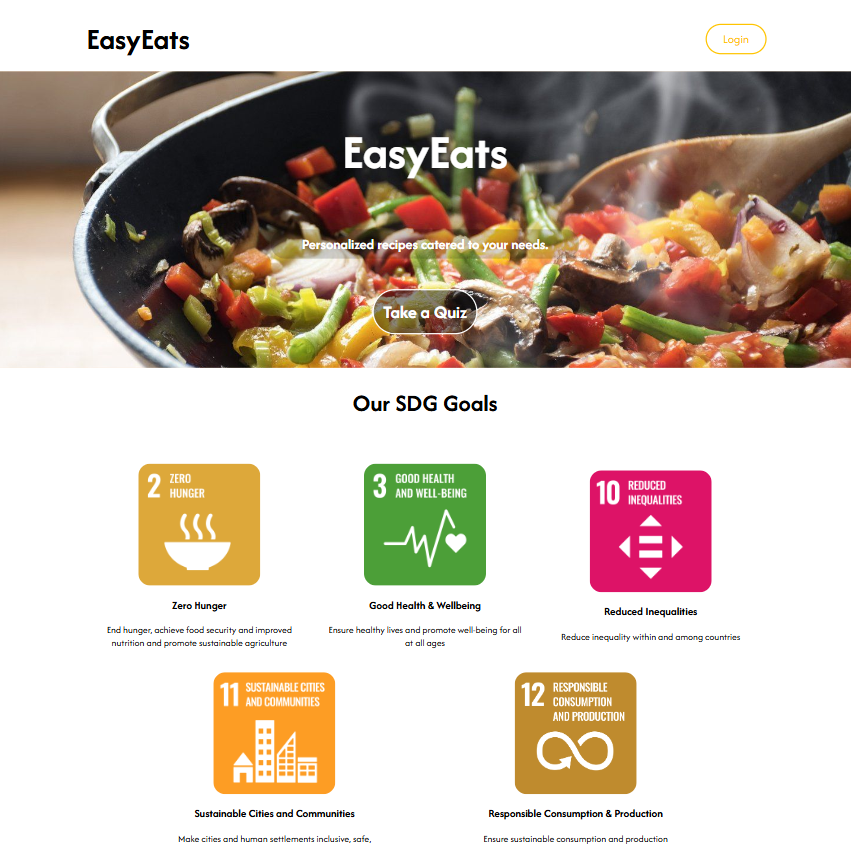 EasyEats
Login
EasyEats
Personalized recipes catered to your needs.
Take a Quiz
Our SDG Goals
2 ZERO
HUNGER
3 GOOD HEALTH
AND WELL-BEING
10 REDUCED
INEQUALITIES
Zero Hunger
Good Health & Wellbeing
Reduced Inequalities
End hunger, achieve food security and improved
nutrition and promote sustainable agriculture
Ensure healthy lives and promote well-being for all
at all ages
Reduce inequality within and among countries
11 SUSTAINABLE CITIES
AND COMMUNITIES
12 RESPONSIBLE
CONSUMPTION
AND PRODUCTION
Sustainable Cities and Communities
Responsible Consumption & Production
Make cities and human settlements inclusive, safe,
Ensure sustainable consumption and production